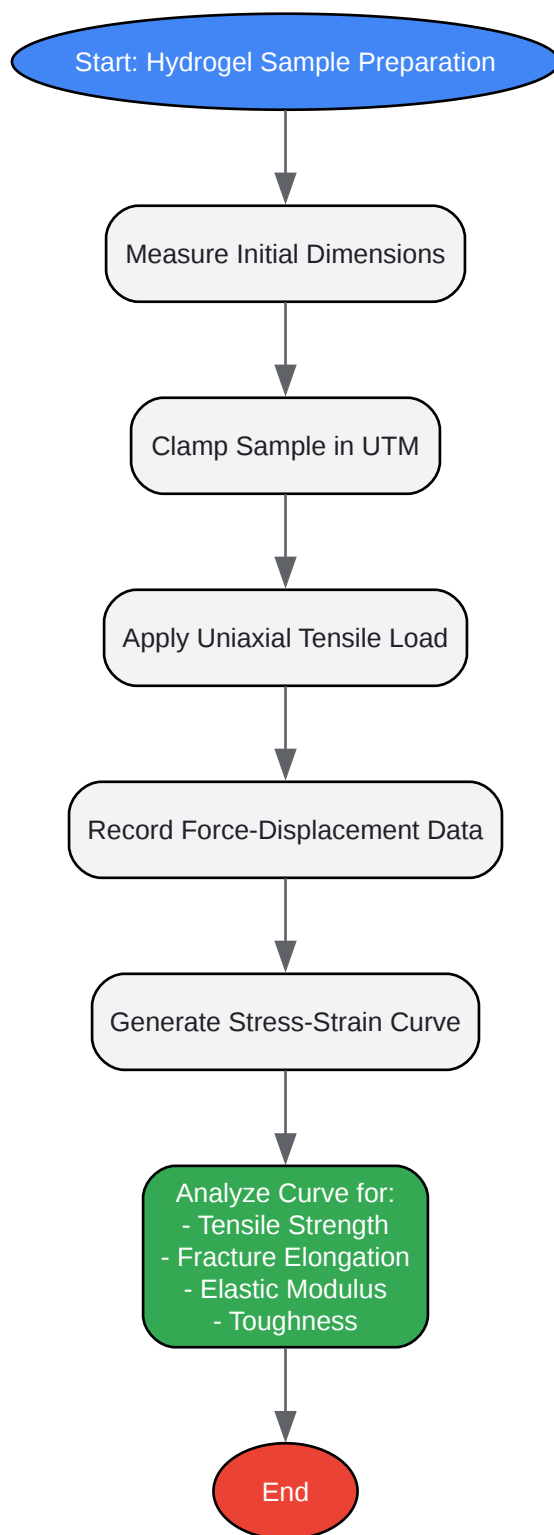 Start: Hydrogel Sample Preparation
Measure Initial Dimensions
Clamp Sample in UTM
Apply Uniaxial Tensile Load
Record Force-Displacement Data
Generate Stress-Strain Curve
Analyze Curve for:
- Tensile Strength
- Fracture Elongation
- Elastic Modulus
- Toughness
End